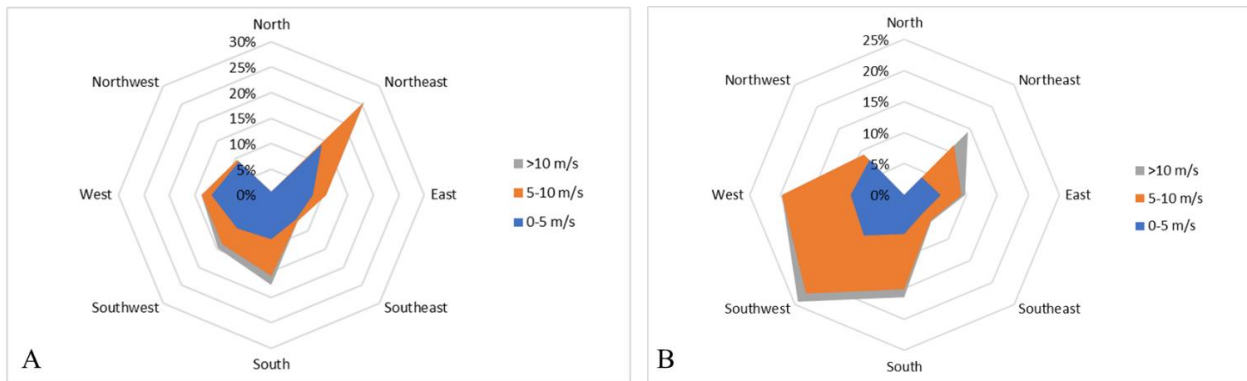 North
30%
25%
20%
15%
10%
5%
0%
Northeast
East
Southeast
South
Southwest
West
Northwest
>10 m/s
5-10 m/s
0-5 m/s
A
North
25%
20%
15%
10%
5%
0%
Northeast
East
Southeast
South
Southwest
West
Northwest
>10 m/s
5-10 m/s
0-5 m/s
B